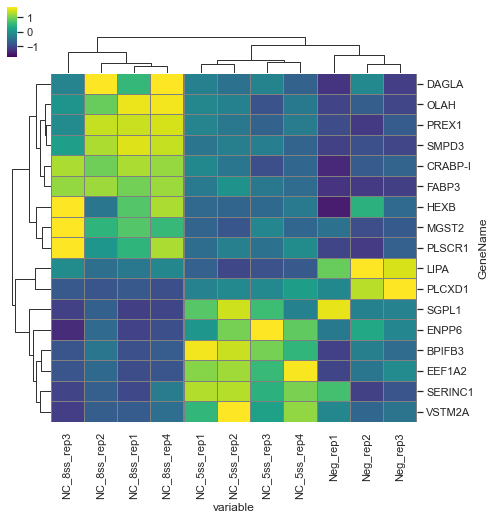 1
0
−1
DAGLA
OLAH
PREX1
SMPD3
CRABP-I
FABP3
HEXB
MGST2
PLSCR1
LIPA
PLCXD1
SGPL1
ENPP6
BPIFB3
EEF1A2
SERINC1
VSTM2A
GeneName
NC_8ss_rep3
NC_8ss_rep2
NC_8ss_rep1
NC_8ss_rep4
NC_5ss_rep1
NC_5ss_rep2
NC_5ss_rep3
NC_5ss_rep4
Neg_rep1
Neg_rep2
Neg_rep3
variable